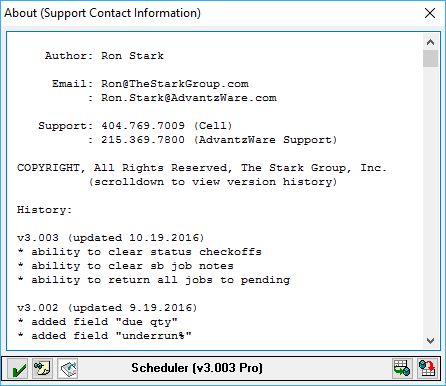 About (Support Contact Information)
Author: Ron Stark
Email: Ron@TheStarkGroup.com
: Ron.Stark@AdvantzWare.com
Support: 404.769.7009 (Cell)
: 215.369.7800 (AdvantzWare Support)
COPYRIGHT, All Rights Reserved, The Stark Group, Inc.
(scrolldown to view version history)
History:
v3.003 (updated 10.19.2016)
* ability to clear status checkoffs
* ability to clear sb job notes
* ability to return all jobs to pending
v3.002 (updated 9.19.2016)
* added field "due qty"
* added field "underrun%"
Scheduler (v3.003 Pro)